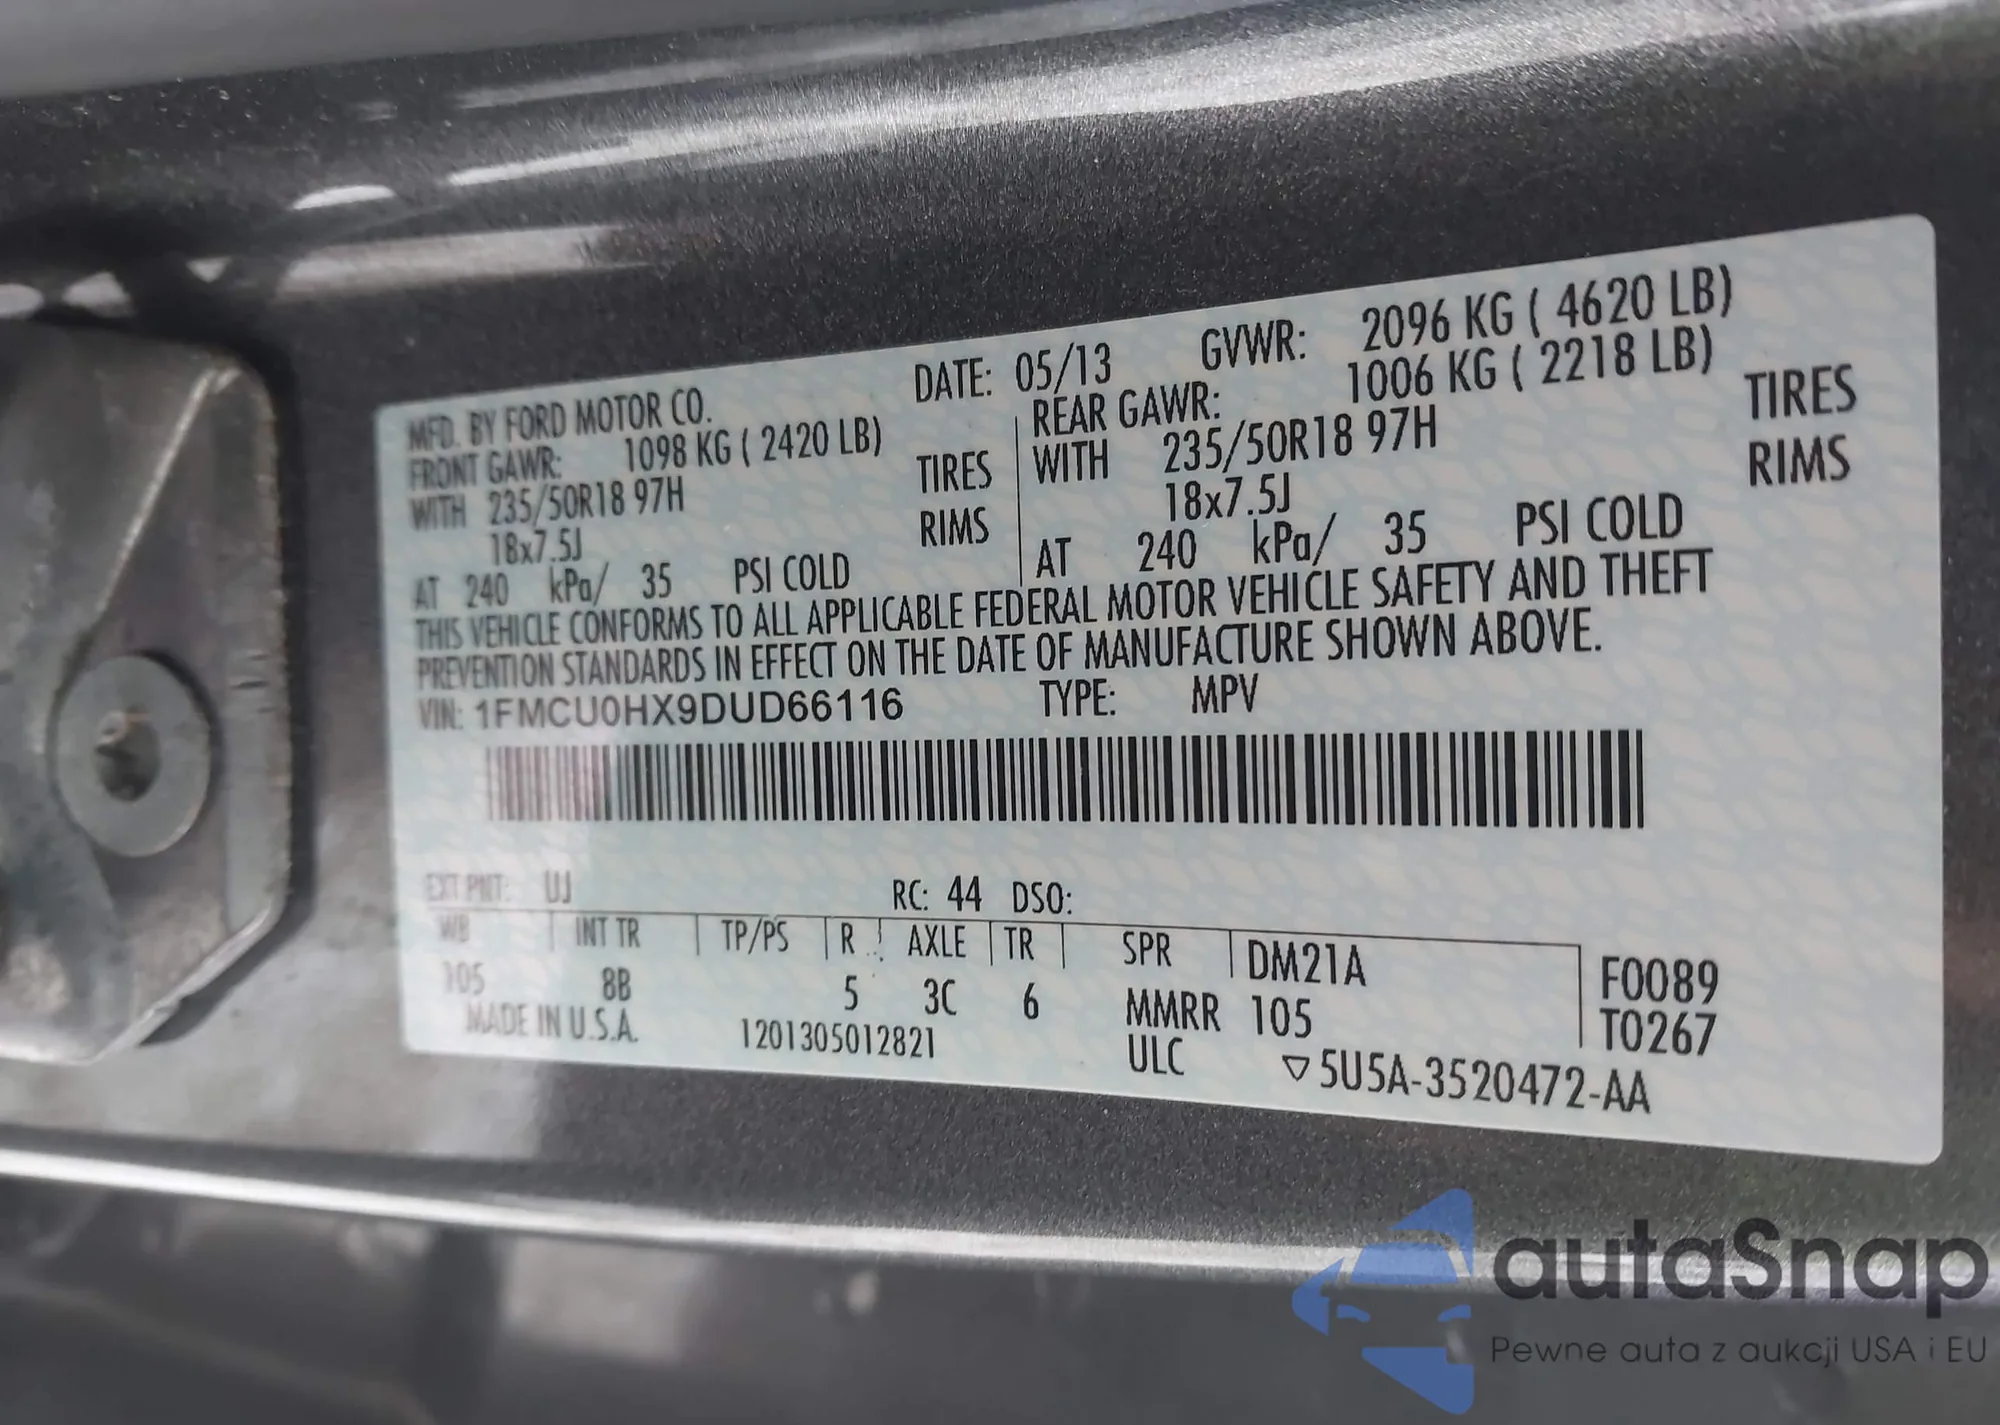 MFD. BY FORD MOTOR CO.
DATE: 05/13
GVWR: 2096 KG ( 4620 LB)
FRONT GAWR: 1098 KG ( 2420 LB)
WITH 235/50R18 97H TIRES
18x7.5J RIMS
AT 240 kPa/ 35 PSI COLD
REAR GAWR: 1006 KG ( 2218 LB)
WITH 235/50R18 97H TIRES
18x7.5J RIMS
AT 240 kPa/ 35 PSI COLD
THIS VEHICLE CONFORMS TO ALL APPLICABLE FEDERAL MOTOR VEHICLE SAFETY AND THEFT
PREVENTION STANDARDS IN EFFECT ON THE DATE OF MANUFACTURE SHOWN ABOVE.
VIN: 1FMCU0HX9DUD66116 TYPE: MPV
EXT PNT: UJ RC: 44 DSO:
WB INT TR TP/PS R AXLE TR SPR DM21A F0089
105 8B 5 3C 6 MMRR 105 T0267
MADE IN U.S.A. 1201305012821 ULC ▽5U5A-3520472-AA
autaSnap
Pewne auta z aukcji USA i EU